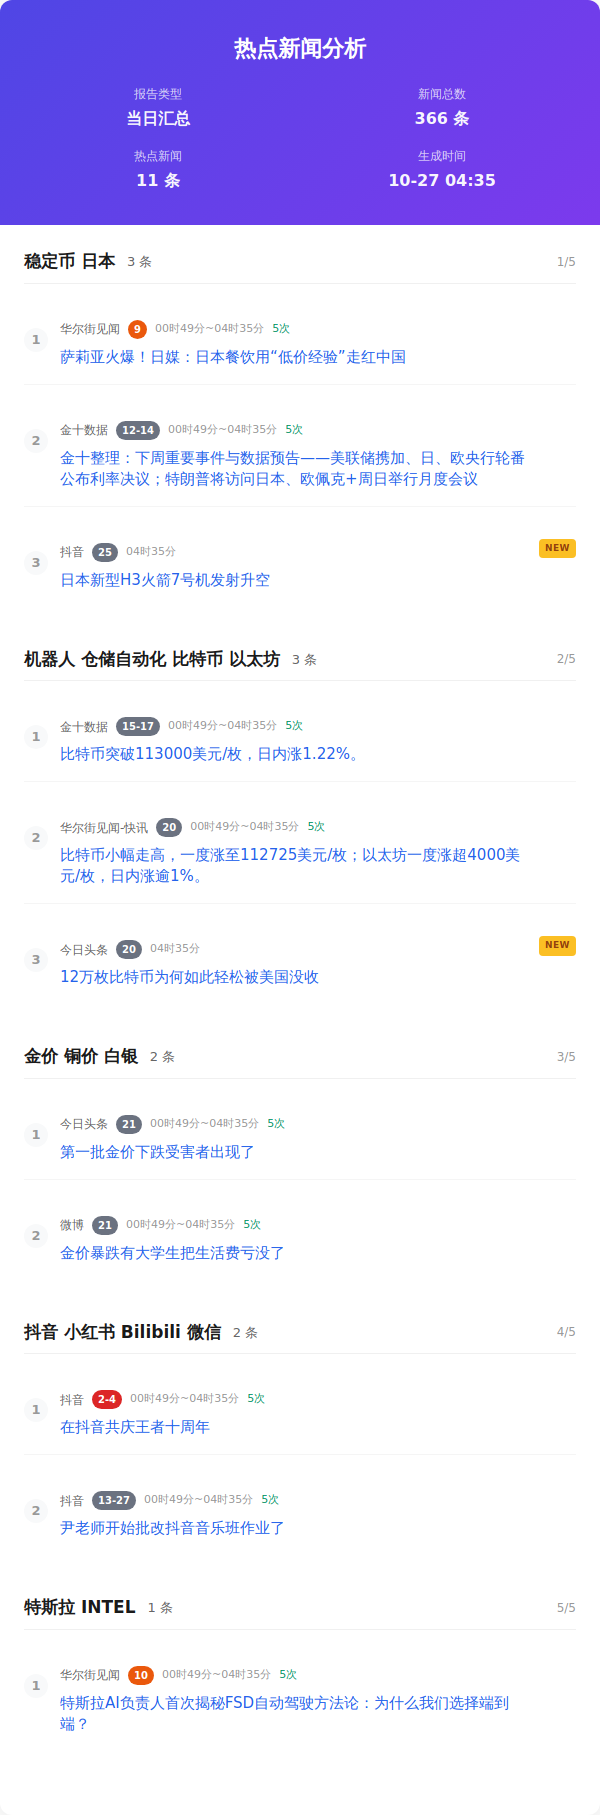 热点新闻分析
报告类型
新闻总数
当日汇总
366 条
热点新闻
生成时间
11 条
10-27 04:35
稳定币 日本 3 条 1/5
1 华尔街见闻 9 00时49分~04时35分 5次
萨莉亚火爆！日媒：日本餐饮用“低价经验”走红中国
2 金十数据 12-14 00时49分~04时35分 5次
金十整理：下周重要事件与数据预告——美联储携加、日、欧央行轮番
公布利率决议；特朗普将访问日本、欧佩克+周日举行月度会议
3 抖音 25 04时35分 NEW
日本新型H3火箭7号机发射升空
机器人 仓储自动化 比特币 以太坊 3 条 2/5
1 金十数据 15-17 00时49分~04时35分 5次
比特币突破113000美元/枚，日内涨1.22%。
2 华尔街见闻-快讯 20 00时49分~04时35分 5次
比特币小幅走高，一度涨至112725美元/枚；以太坊一度涨超4000美
元/枚，日内涨逾1%。
3 今日头条 20 04时35分 NEW
12万枚比特币为何如此轻松被美国没收
金价 铜价 白银 2 条 3/5
1 今日头条 21 00时49分~04时35分 5次
第一批金价下跌受害者出现了
2 微博 21 00时49分~04时35分 5次
金价暴跌有大学生把生活费亏没了
抖音 小红书 Bilibili 微信 2 条 4/5
1 抖音 2-4 00时49分~04时35分 5次
在抖音共庆王者十周年
2 抖音 13-27 00时49分~04时35分 5次
尹老师开始批改抖音音乐班作业了
特斯拉 INTEL 1 条 5/5
1 华尔街见闻 10 00时49分~04时35分 5次
特斯拉AI负责人首次揭秘FSD自动驾驶方法论：为什么我们选择端到
端？